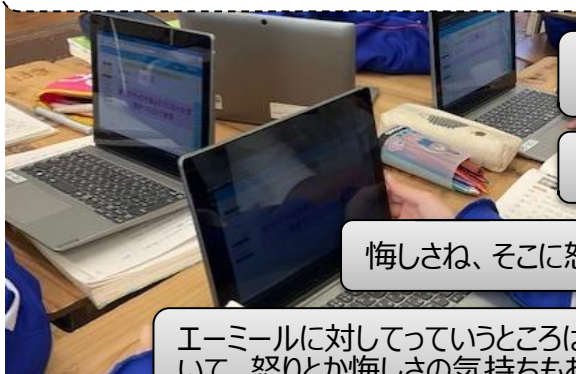 悔しさね、そこに怒
エーミールに対してっていうところは
いて、怒りとか悔しさの気持ちもあ